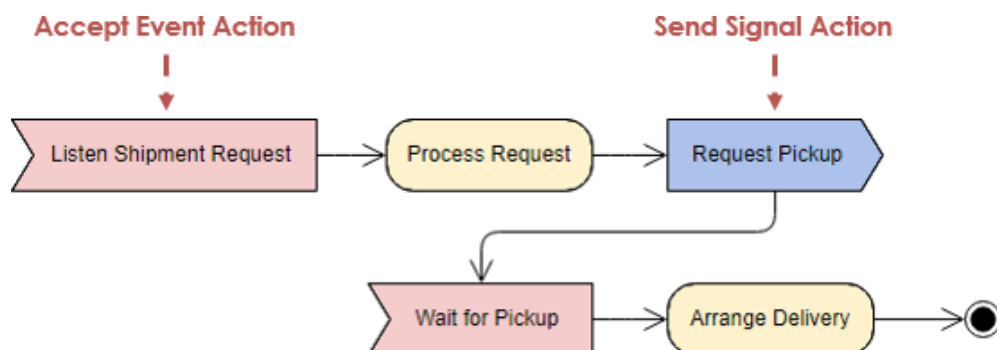 Accept Event Action
Send Signal Action
Listen Shipment Request
Process Request
Request Pickup
Wait for Pickup
Arrange Delivery